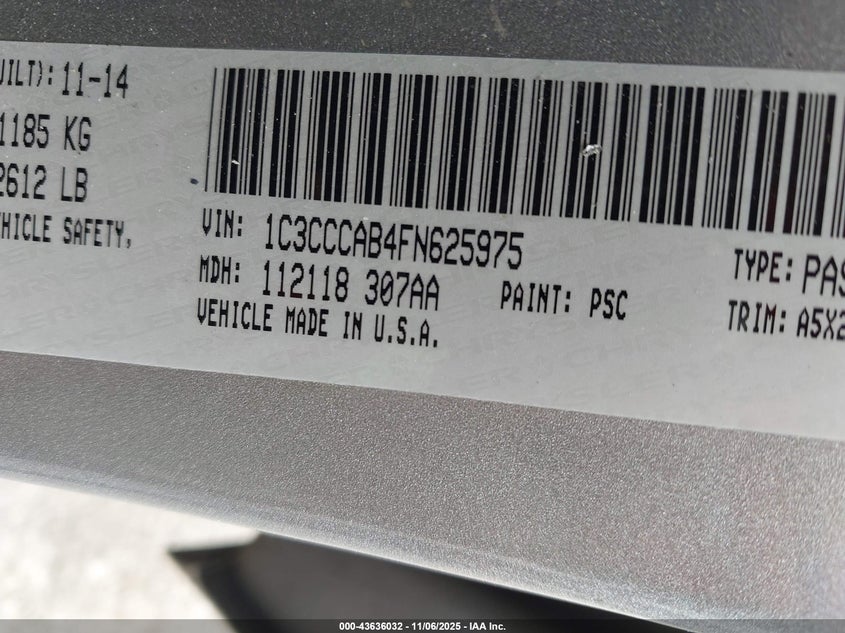 UILT): 11-14
1185 KG
2612 LB
HICLE SAFETY,
VIN: 1C3CCCAB4FN625975
MDH: 112118 307AA
PAINT: PSC
VEHICLE MADE IN U.S.A.
TYPE: PAS
TRIM: A5X2
000-43636032 - 11/06/2025 - IAA Inc.